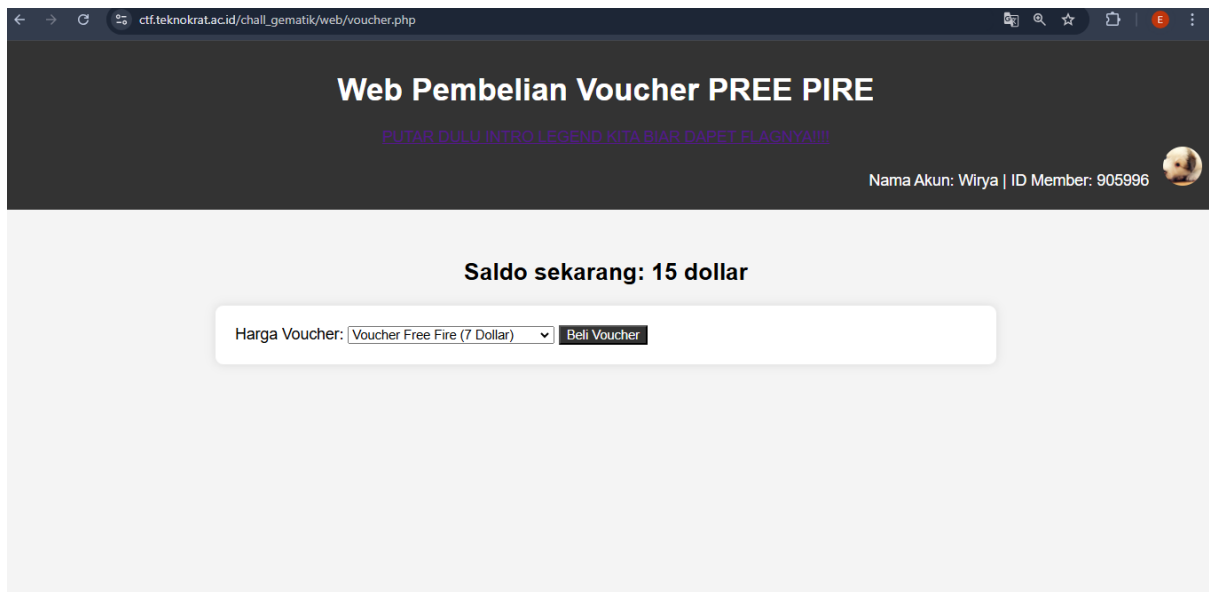 ctf.teknokrat.ac.id/chall_gematik/web/voucher.php
E
Web Pembelian Voucher PREE PIRE
PUTAR DULU INTRO LEGEND KITA BIAR DAPET FLAGNYA!!!!
Nama Akun: Wirya | ID Member: 905996
Saldo sekarang: 15 dollar
Harga Voucher: Voucher Free Fire (7 Dollar) Beli Voucher